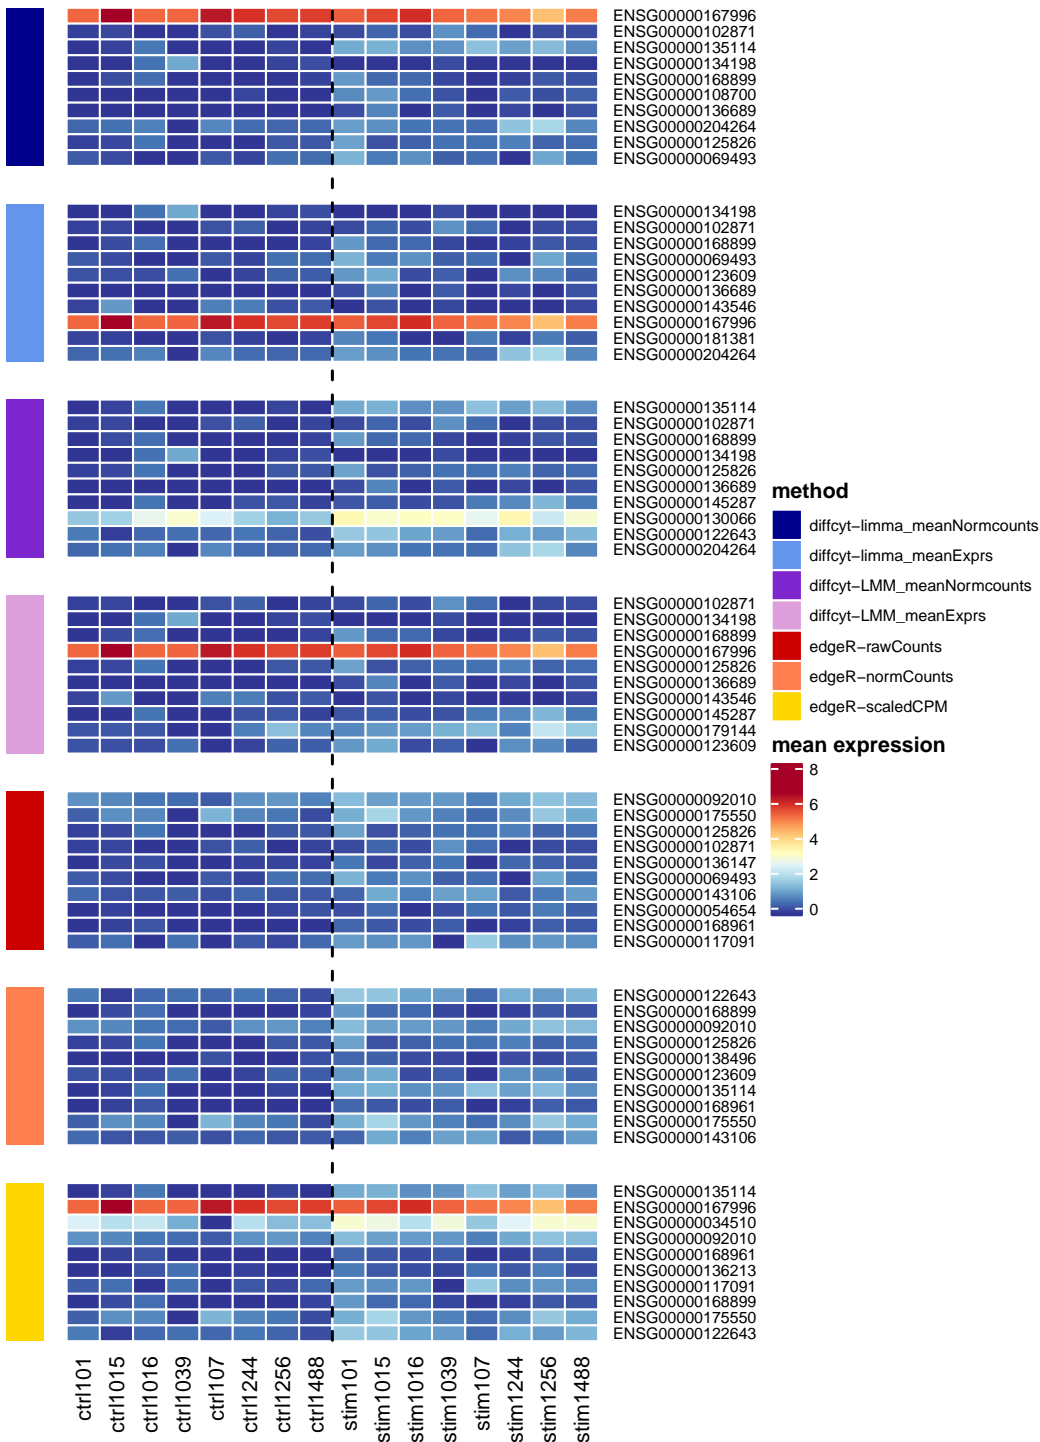 ENSG00000167996
ENSG00000102871
ENSG00000135114
ENSG00000134198
ENSG00000168899
ENSG00000108700
ENSG00000136689
ENSG00000204264
ENSG00000125826
ENSG00000069493
ENSG00000134198
ENSG00000102871
ENSG00000168899
ENSG00000069493
ENSG00000123609
ENSG00000136689
ENSG00000143546
ENSG00000167996
ENSG00000181381
ENSG00000204264
ENSG00000135114
ENSG00000102871
ENSG00000168899
ENSG00000134198
ENSG00000125826
ENSG00000136689
ENSG00000145287
ENSG00000130066
ENSG00000122643
ENSG00000204264
ENSG00000102871
ENSG00000134198
ENSG00000168899
ENSG00000167996
ENSG00000125826
ENSG00000136689
ENSG00000143546
ENSG00000145287
ENSG00000179144
ENSG00000123609
ENSG00000092010
ENSG00000175550
ENSG00000125826
ENSG00000102871
ENSG00000136147
ENSG00000069493
ENSG00000143106
ENSG00000054654
ENSG00000168961
ENSG00000117091
ENSG00000122643
ENSG00000168899
ENSG00000092010
ENSG00000125826
ENSG00000138496
ENSG00000123609
ENSG00000135114
ENSG00000168961
ENSG00000175550
ENSG00000143106
ENSG00000135114
ENSG00000167996
ENSG00000034510
ENSG00000092010
ENSG00000168961
ENSG00000136213
ENSG00000117091
ENSG00000168899
ENSG00000175550
ENSG00000122643
ctrl101
ctrl1015
ctrl1016
ctrl1039
ctrl107
ctrl1244
ctrl1256
ctrl1488
stim101
stim1015
stim1016
stim1039
stim107
stim1244
stim1256
stim1488
method
diffcyt−limma_meanNormcounts
diffcyt−limma_meanExprs
diffcyt−LMM_meanNormcounts
diffcyt−LMM_meanExprs
edgeR−rawCounts
edgeR−normCounts
edgeR−scaledCPM
mean expression
8
6
4
2
0